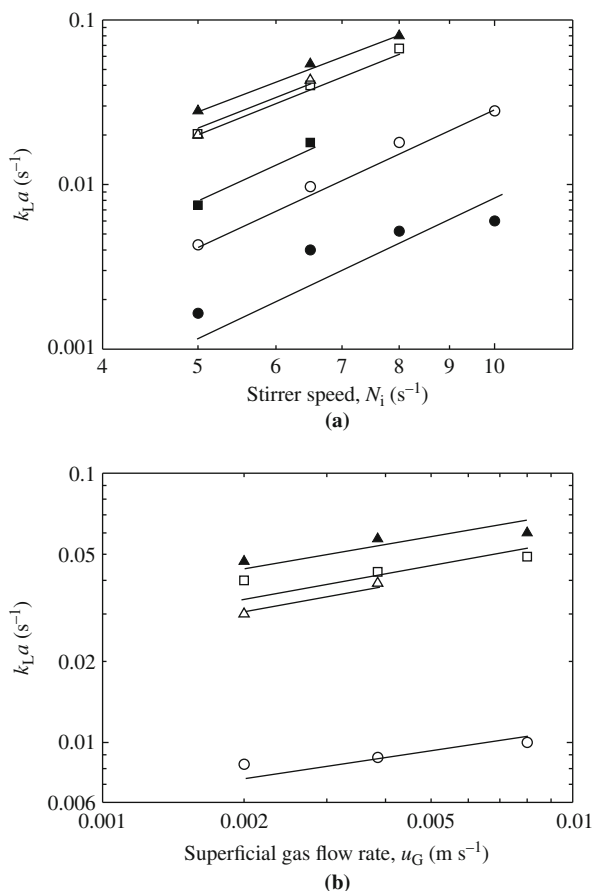 0.1
0.01
0.001
k_L a (s⁻¹)
4 5 6 7 8 9 10
Stirrer speed, N_i (s⁻¹)
(a)
0.1
0.05
0.02
0.01
0.006
k_L a (s⁻¹)
0.001 0.002 0.005 0.01
Superficial gas flow rate, u_G (m s⁻¹)
(b)